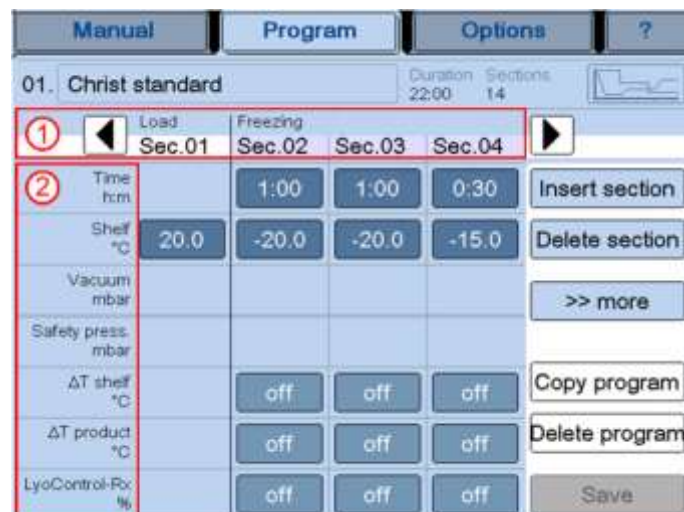 Manual Program Options ?
01. Christ standard Duration Sections
22:00 14
1 Load Freezing
Sec.01 Sec.02 Sec.03 Sec.04
2 Time
h:m 1:00 1:00 0:30 Insert section
Shelf
°C 20.0 -20.0 -20.0 -15.0 Delete section
Vacuum
mbar >> more
Safety press.
mbar
ΔT shelf
°C off off off Copy program
ΔT product
°C off off off Delete program
LyoControl-Rx
% off off off Save